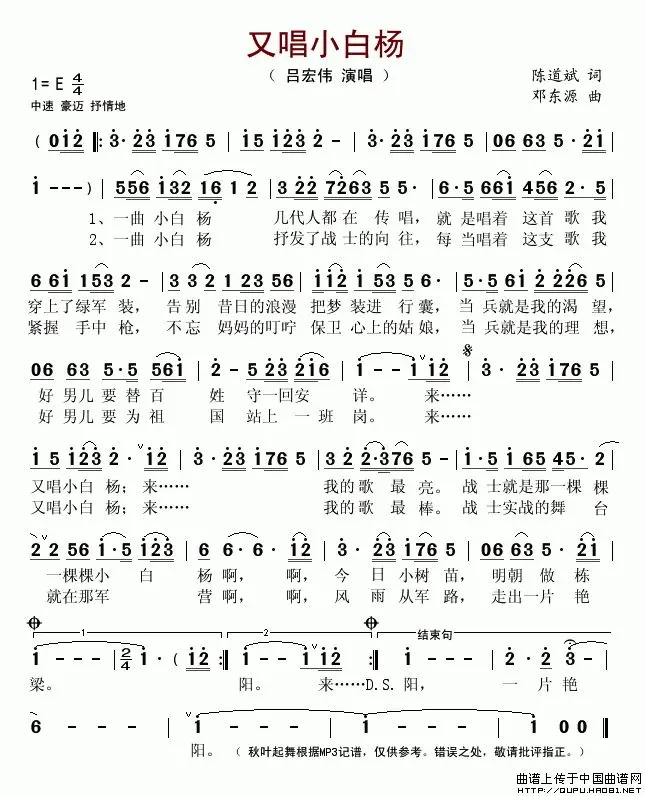 又唱小白杨
（ 吕宏伟 演唱 ）
1= E 4/4
陈道斌 词
中速 豪迈 抒情地
邓东源 曲
1、一曲 小白 杨 几代人都 在 传 唱， 就 是唱着 这首 歌 我
2、一曲 小白 杨 抒发了战 士的向 往， 每 当唱着 这支 歌 我
穿上了绿军 装， 告 别 昔日的浪漫 把梦 装进 行 囊， 当 兵就是我的渴 望，
紧握 手中 枪， 不 忘 妈妈的叮咛 保卫 心上的姑 娘， 当 兵就是我的理 想，
好 男儿 要 替 百 姓 守一回安 详。 来……
好 男儿 要 为 祖 国 站上 一 班 岗。 来……
又唱小白 杨； 来…… 我的 歌 最 亮。 战 士就是那一棵 棵
又唱小白 杨； 来…… 我的 歌 最 棒。 战 士实战的舞 台
一棵棵小 白 杨 啊， 啊， 今 日 小树 苗， 明朝 做 栋
就在那军 营 啊， 啊， 风 雨 从军 路， 走出 一片 艳
1 2 结束句
梁。 阳。 来……D.S. 阳， 一 片 艳
阳。 （ 秋叶起舞根据MP3记谱，仅供参考。错误之处，敬请批评指正。）
曲谱上传于中国曲谱网
HTTP://QUPU.HAO81.NET